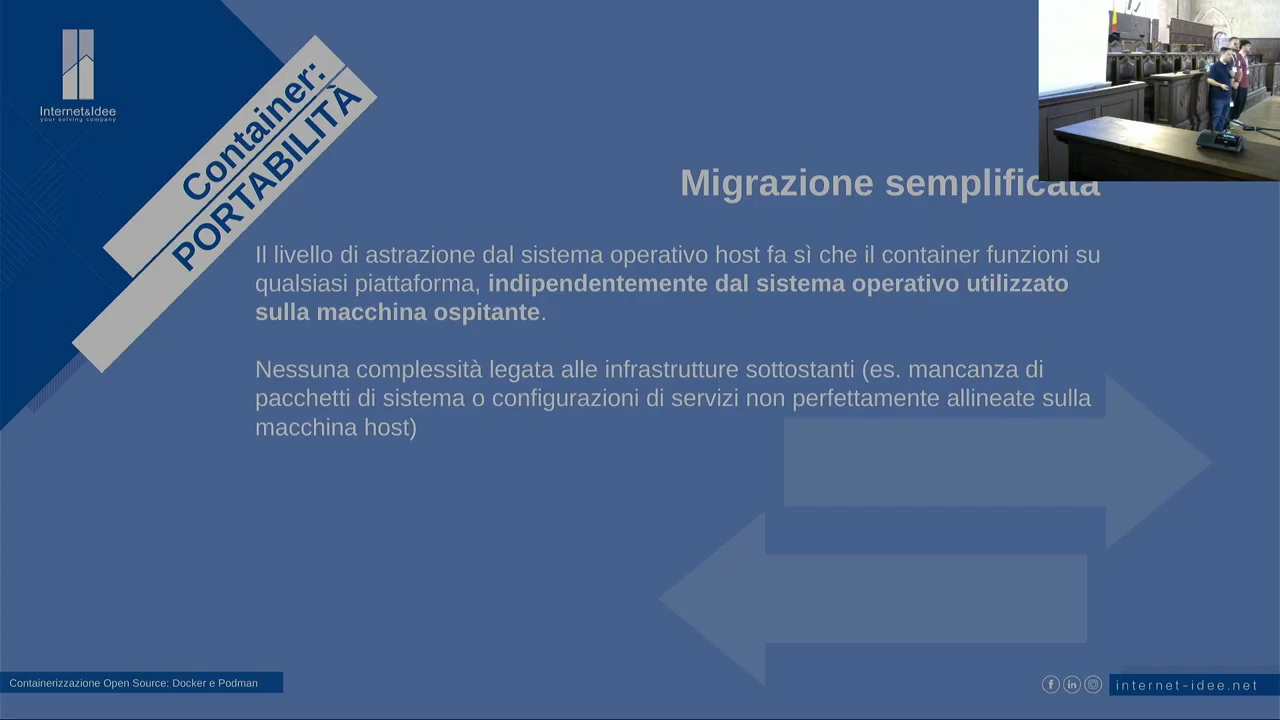 Internet&Idee
your solving company
Container:
PORTABILITÀ
Migrazione semplificata
Il livello di astrazione dal sistema operativo host fa sì che il container funzioni su
qualsiasi piattaforma, indipendentemente dal sistema operativo utilizzato
sulla macchina ospitante.
Nessuna complessità legata alle infrastrutture sottostanti (es. mancanza di
pacchetti di sistema o configurazioni di servizi non perfettamente allineate sulla
macchina host)
Containerizzazione Open Source: Docker e Podman
internet-idee.net